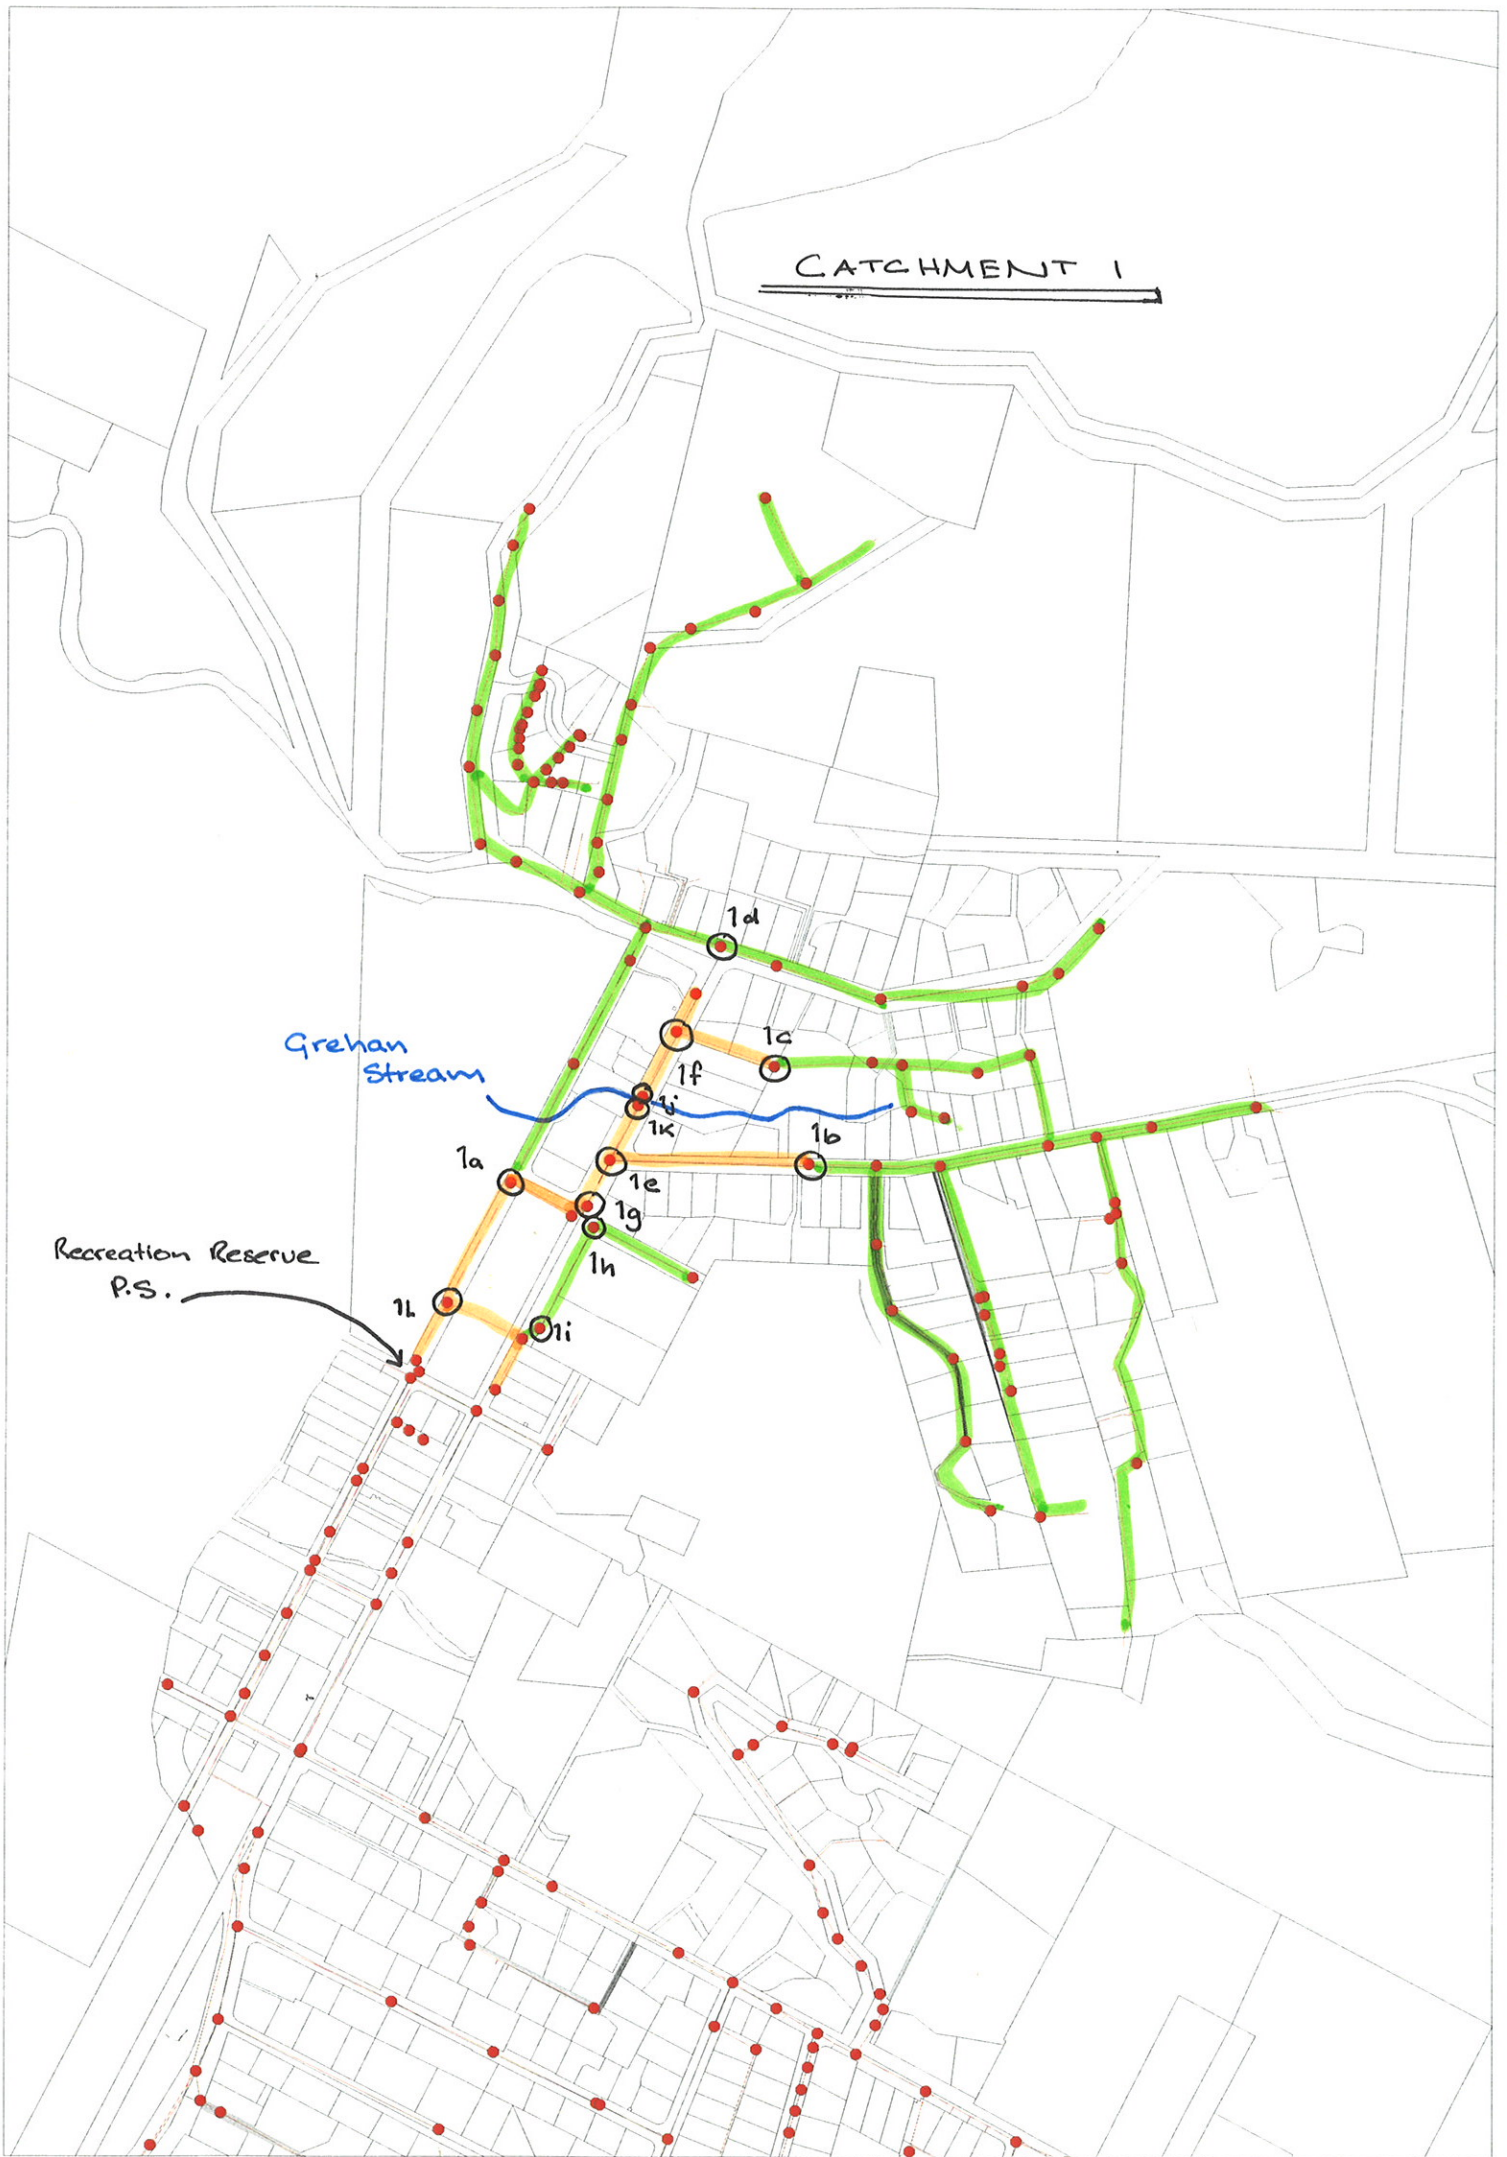 CATCHMENT 1
1d
1c
Grehan
Stream
1f
1j
1k
1b
1a
1e
1g
Recreation Reserve
P.S.
1h
1L
1i